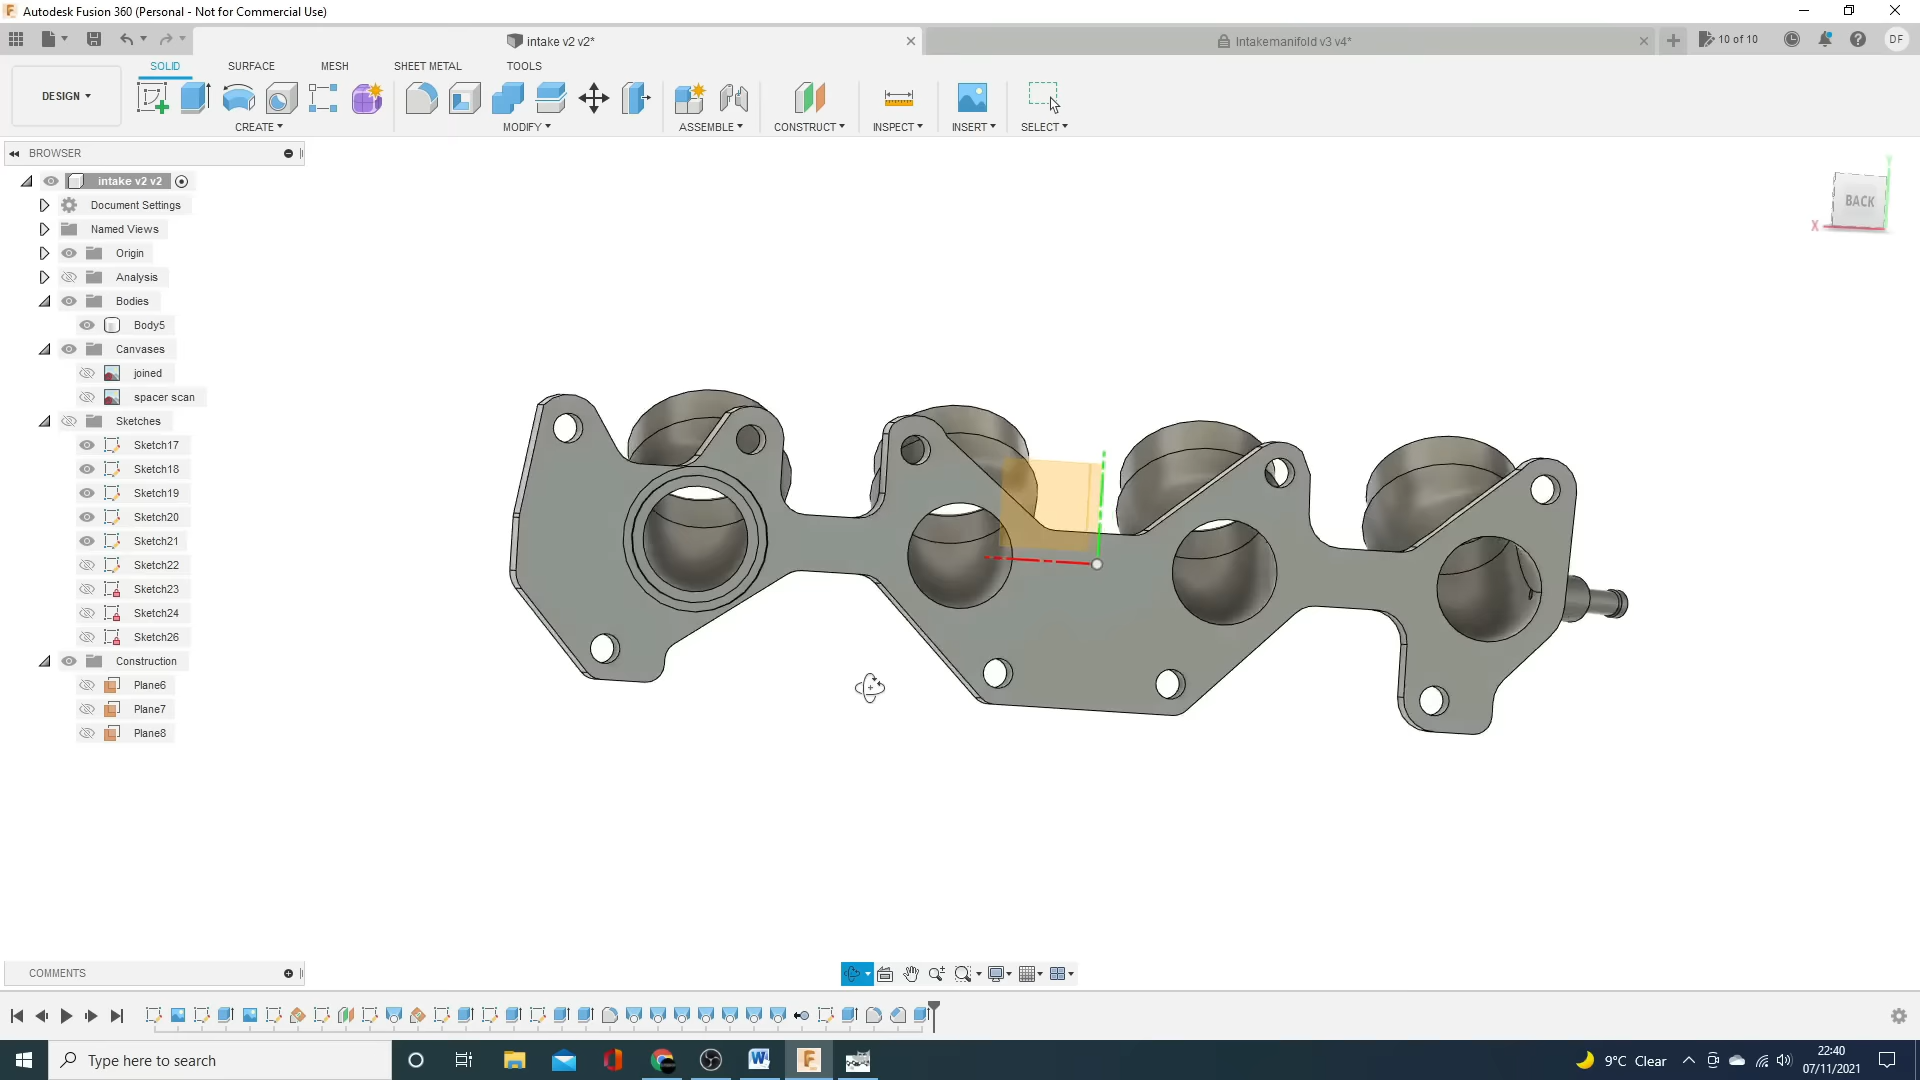 Autodesk Fusion 360 (Personal - Not for Commercial Use)
intake v2 v2*
Intakemanifold v3 v4*
10 of 10
DF
SOLID SURFACE MESH SHEET METAL TOOLS
DESIGN
CREATE MODIFY ASSEMBLE CONSTRUCT INSPECT INSERT SELECT
BROWSER
intake v2 v2
Document Settings
Named Views
Origin
Analysis
Bodies
Body5
Canvases
joined
spacer scan
Sketches
Sketch17
Sketch18
Sketch19
Sketch20
Sketch21
Sketch22
Sketch23
Sketch24
Sketch26
Construction
Plane6
Plane7
Plane8
BACK
X
Y
COMMENTS
Type here to search
9°C Clear
22:40
07/11/2021